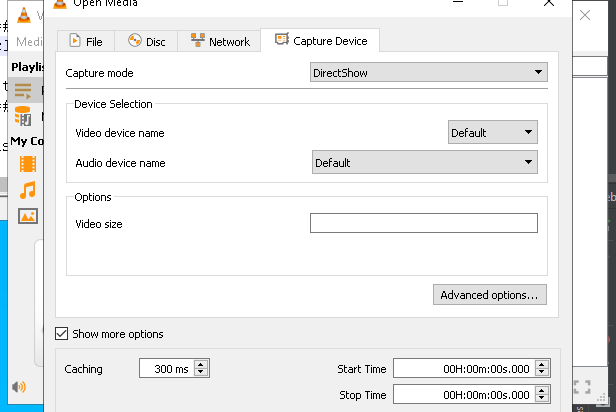 Open Media
Medi
Playlis
My Co
File
Disc
Network
Capture Device
Capture mode
DirectShow
Device Selection
Video device name
Default
Audio device name
Default
Options
Video size
Advanced options...
Show more options
Caching
300 ms
Start Time
00H:00m:00s.000
Stop Time
00H:00m:00s.000